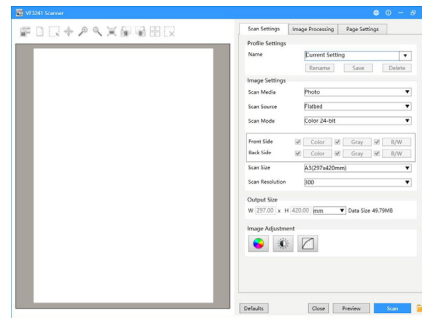 VF3241 Scanner
Scan Settings Image Processing Page Settings
Profile Settings
Name Current Setting
Rename Save Delete
Image Settings
Scan Media Photo
Scan Source Flatbed
Scan Mode Color 24-bit
Front Side Color Gray B/W
Back Side Color Gray B/W
Scan Size A3(297x420mm)
Scan Resolution 300
Output Size
W 297.00 x H 420.00 mm Data Size 49.79MB
Image Adjustment
Defaults Close Preview Scan